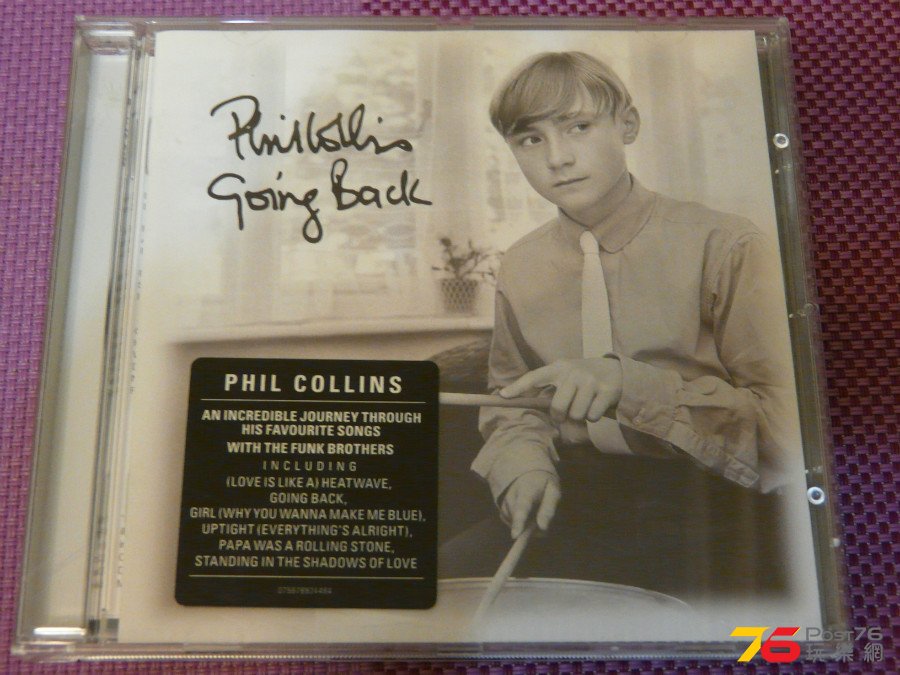 Phil Collins
Going Back
PHIL COLLINS
AN INCREDIBLE JOURNEY THROUGH
HIS FAVOURITE SONGS
WITH THE FUNK BROTHERS
INCLUDING
(LOVE IS LIKE A) HEATWAVE,
GOING BACK,
GIRL (WHY YOU WANNA MAKE ME BLUE),
UPTIGHT (EVERYTHING'S ALRIGHT),
PAPA WAS A ROLLING STONE,
STANDING IN THE SHADOWS OF LOVE
76 Post76
玩樂網